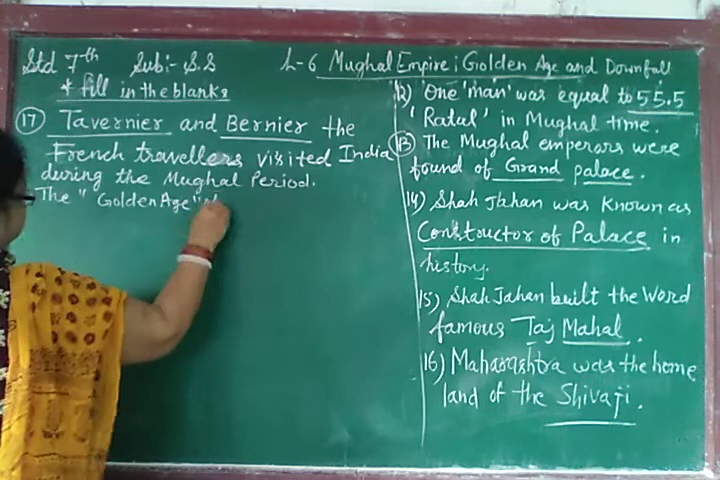 Std 7th Sub:- S.S L-6 Mughal Empire; Golden Age and Downfall
* fill in the blanks
17) Tavernier and Bernier the
French travellers visited India
during the Mughal Period.
The "Golden Age"
12) 'One' 'man' was equal to 55.5
'Ratal' in Mughal time.
13) The Mughal emperors were
found of Grand palace.
14) Shah Jahan was known as
Constuctor of Palace in
history.
15) Shah Jahan built the Word
famous Taj Mahal.
16) Maharashtra was the home
land of the Shivaji.